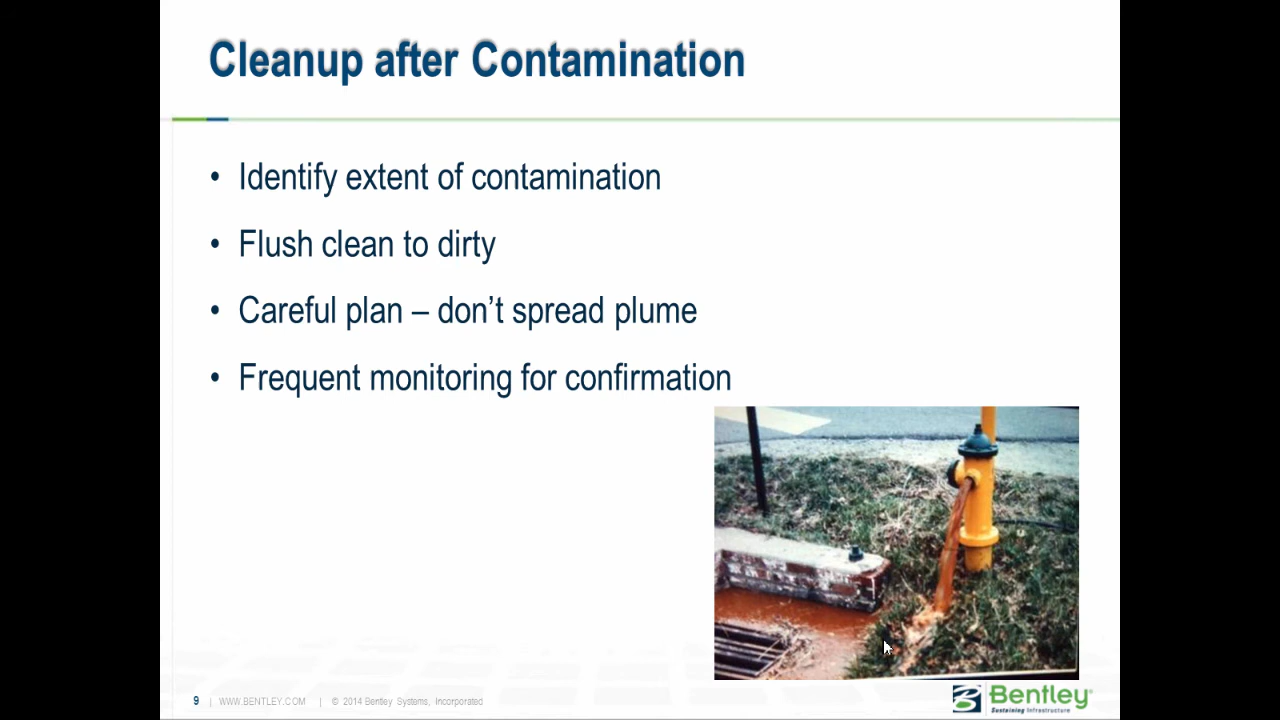 Cleanup after Contamination
• Identify extent of contamination
• Flush clean to dirty
• Careful plan – don’t spread plume
• Frequent monitoring for confirmation
9 | WWW.BENTLEY.COM | © 2014 Bentley Systems, Incorporated
Bentley®
Sustaining Infrastructure